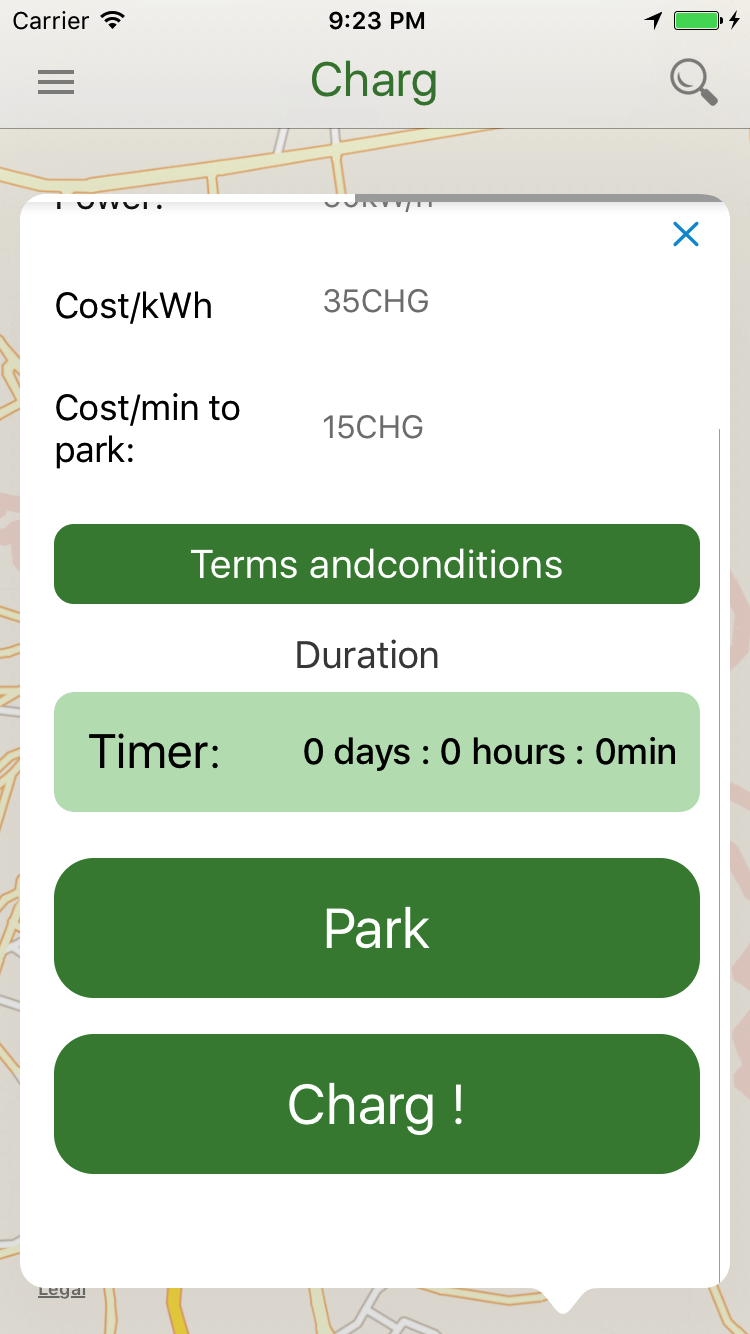 Carrier 9:23 PM
Charg
Power:
Cost/kWh 35CHG
Cost/min to
park: 15CHG
Terms andconditions
Duration
Timer: 0 days : 0 hours : 0min
Park
Charg !
Legal